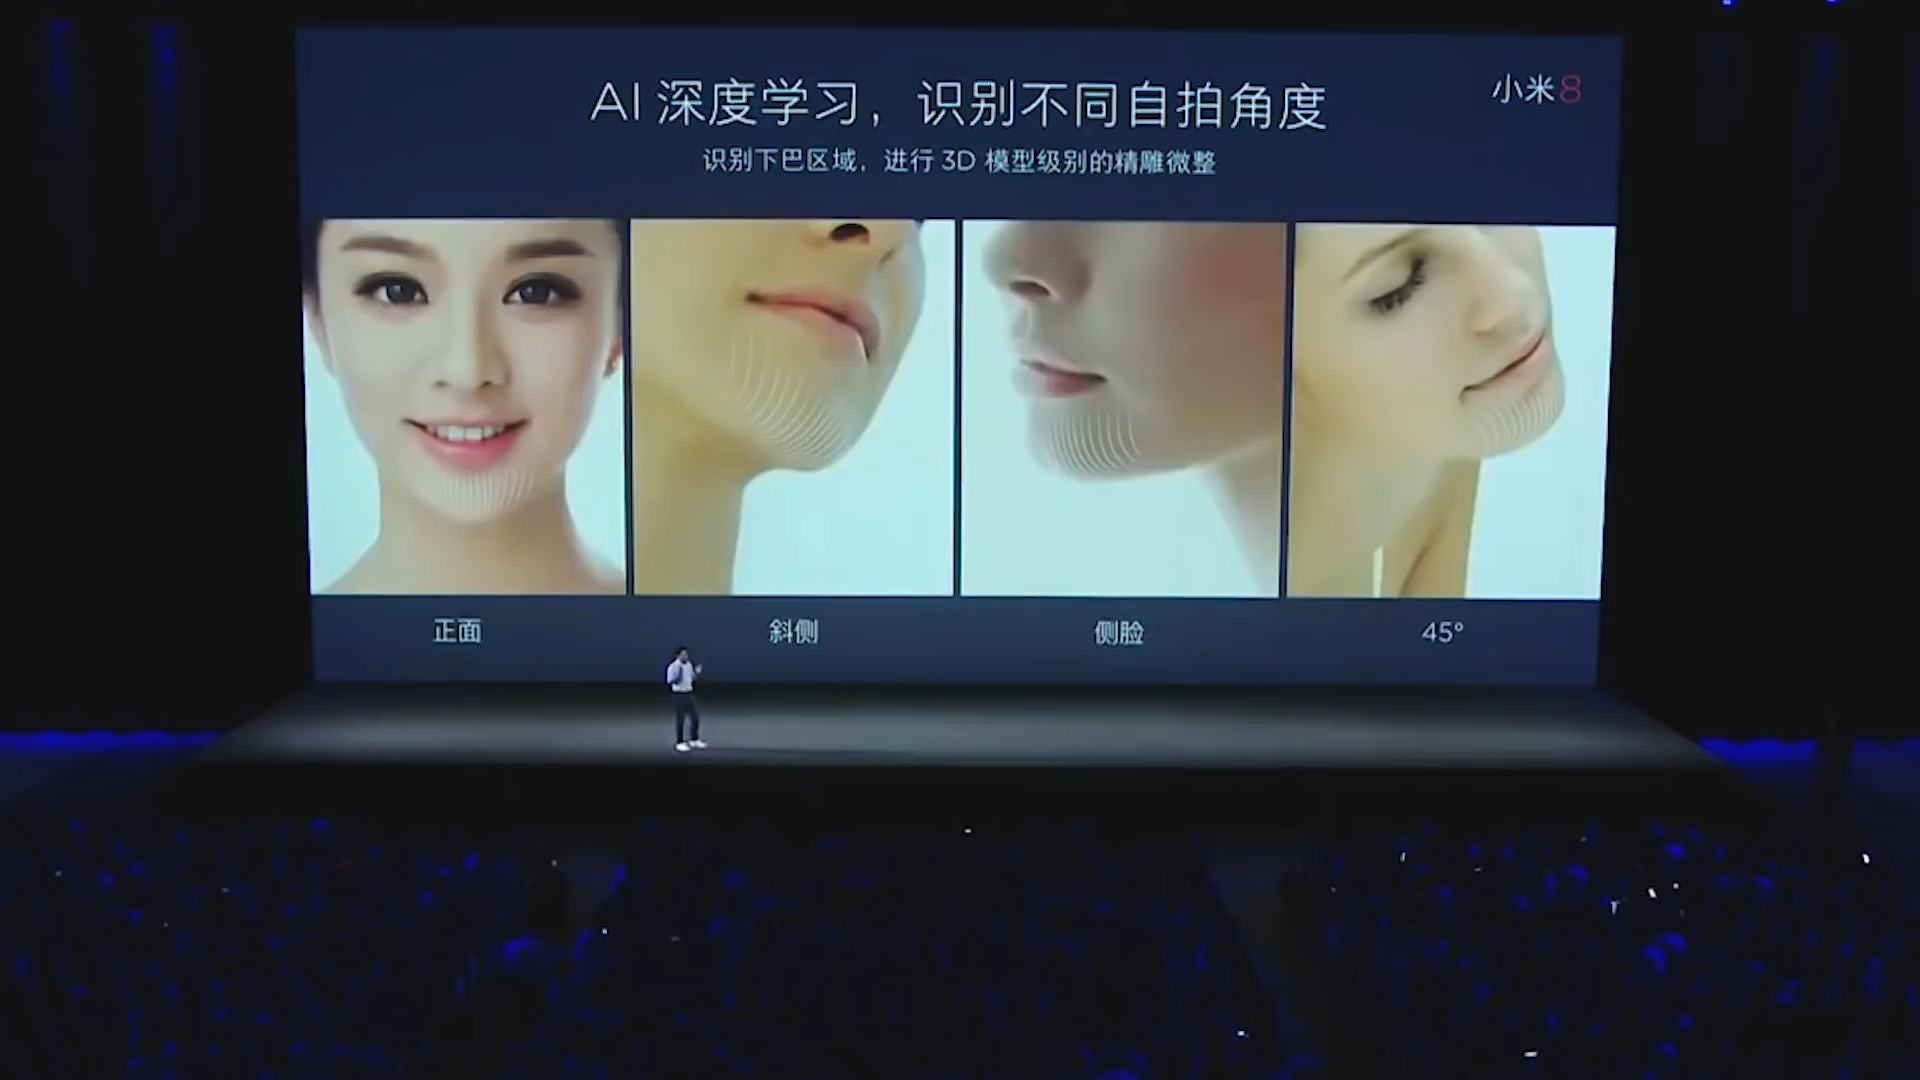 AI 深度学习，识别不同自拍角度
小米8
识别下巴区域，进行 3D 模型级别的精雕微整
正面
斜侧
侧脸
45°